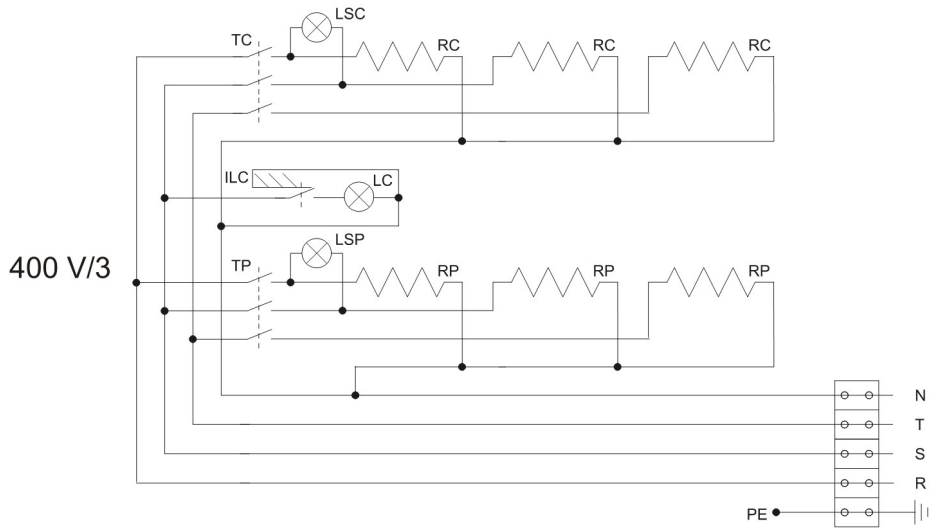 LSC
TC
RC RC RC
ILC
LC
LSP
400 V/3
TP
RP RP RP
N
T
S
R
PE